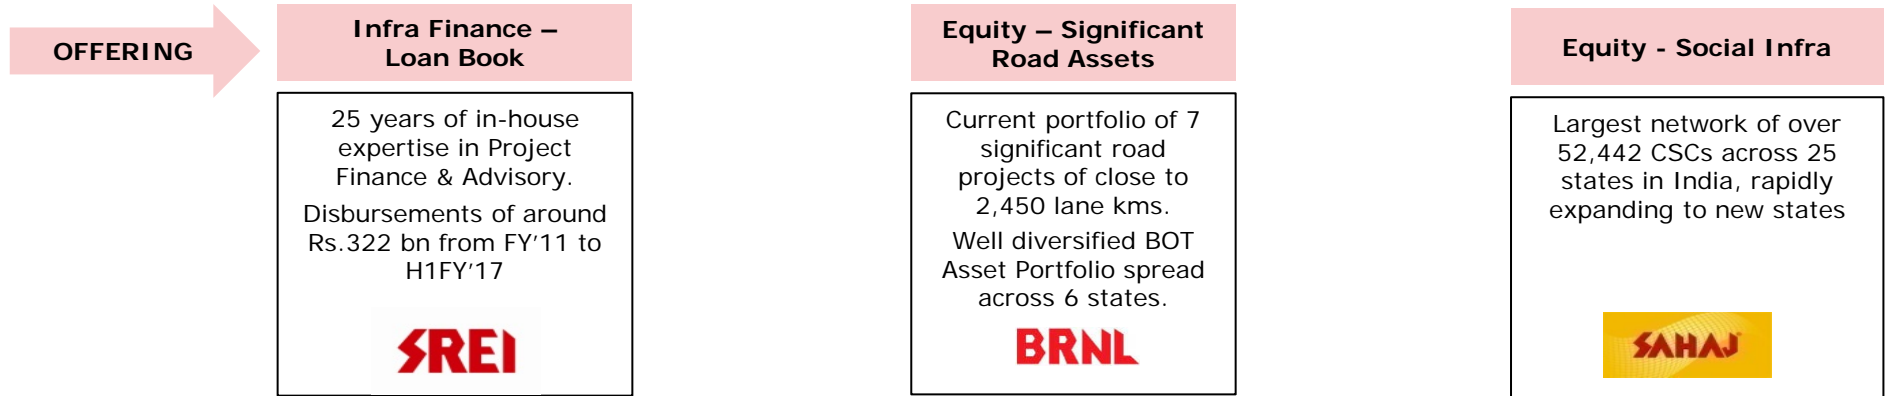 OFFERING
Infra Finance –
Loan Book
25 years of in-house
expertise in Project
Finance & Advisory.
Disbursements of around
Rs.322 bn from FY'11 to
H1FY'17
SREI
Equity – Significant
Road Assets
Current portfolio of 7
significant road
projects of close to
2,450 lane kms.
Well diversified BOT
Asset Portfolio spread
across 6 states.
BRNL
Equity - Social Infra
Largest network of over
52,442 CSCs across 25
states in India, rapidly
expanding to new states
SAHAJ